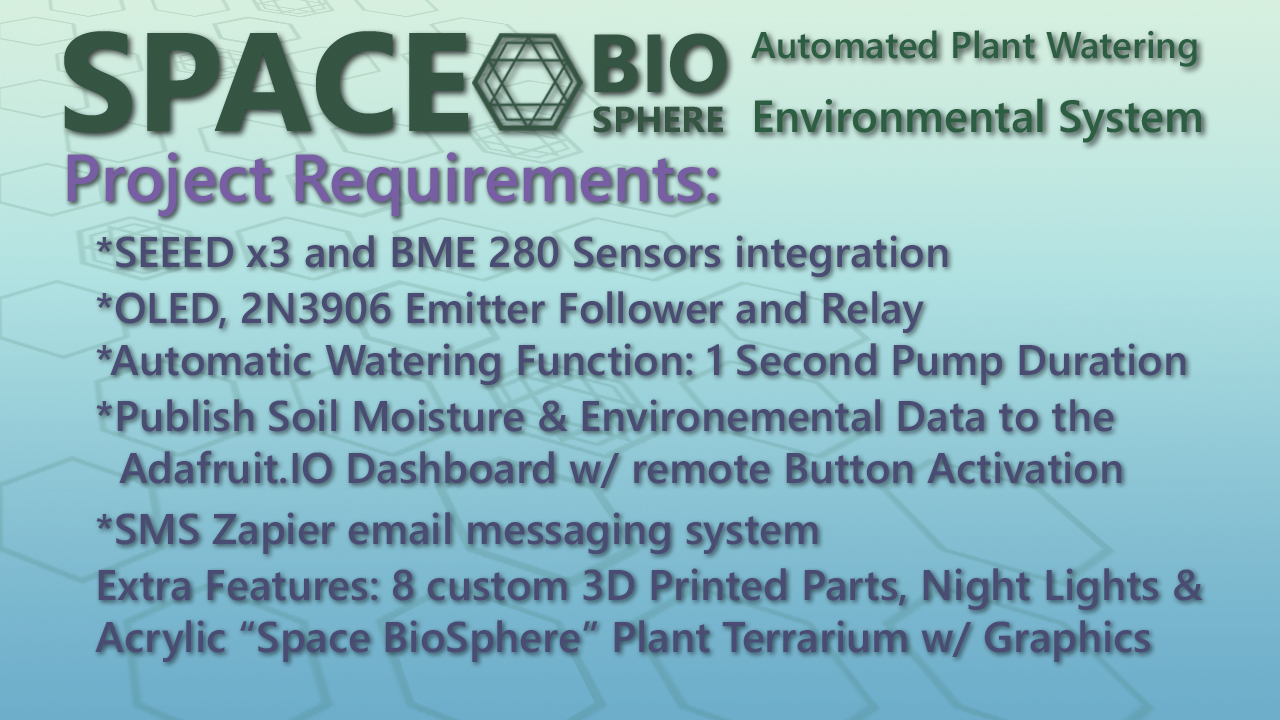 SPACE BIO SPHERE
Automated Plant Watering
Environmental System
Project Requirements:
*SEEED x3 and BME 280 Sensors integration
*OLED, 2N3906 Emitter Follower and Relay
*Automatic Watering Function: 1 Second Pump Duration
*Publish Soil Moisture & Environemental Data to the
Adafruit.IO Dashboard w/ remote Button Activation
*SMS Zapier email messaging system
Extra Features: 8 custom 3D Printed Parts, Night Lights &
Acrylic “Space BioSphere” Plant Terrarium w/ Graphics